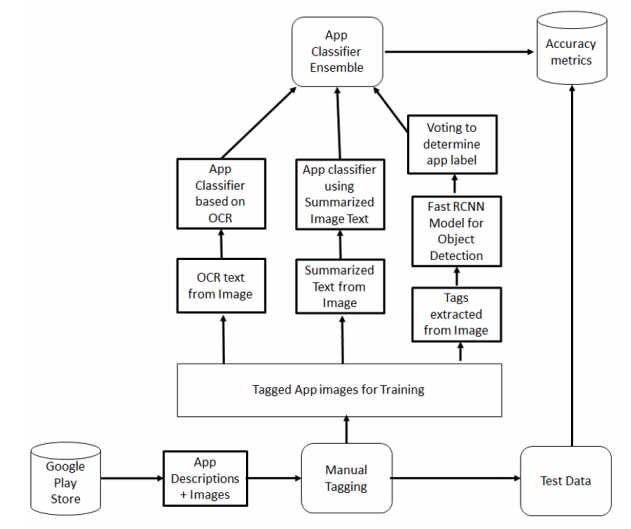 App
Classifier
Ensemble
Accuracy
metrics
Voting to
determine
app label
App
Classifier
based on
OCR
App classifier
using
Summarized
Image Text
Fast RCNN
Model for
Object
Detection
OCR text
from Image
Summarized
Text from
Image
Tags
extracted
from Image
Tagged App images for Training
Google
Play
Store
App
Descriptions
+ Images
Manual
Tagging
Test Data